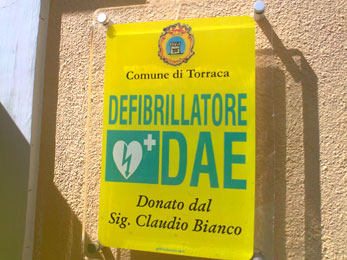 Comune di Torraca
DEFIBRILLATORE
DAE
Donato dal
Sig. Claudio Bianco